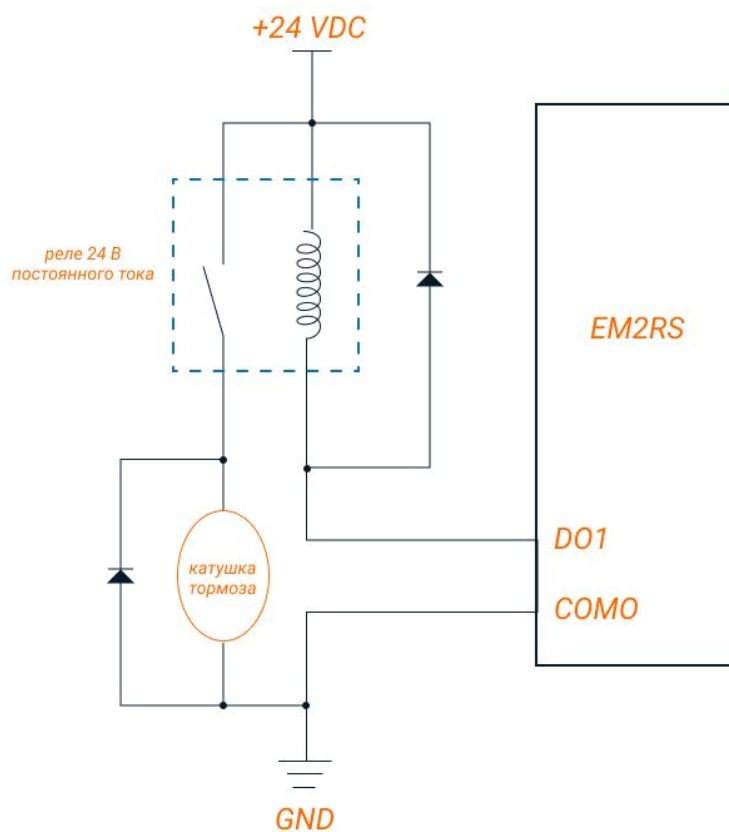 +24 VDC
реле 24 В
постоянного тока
EM2RS
DO1
катушка
тормоза
COMO
GND